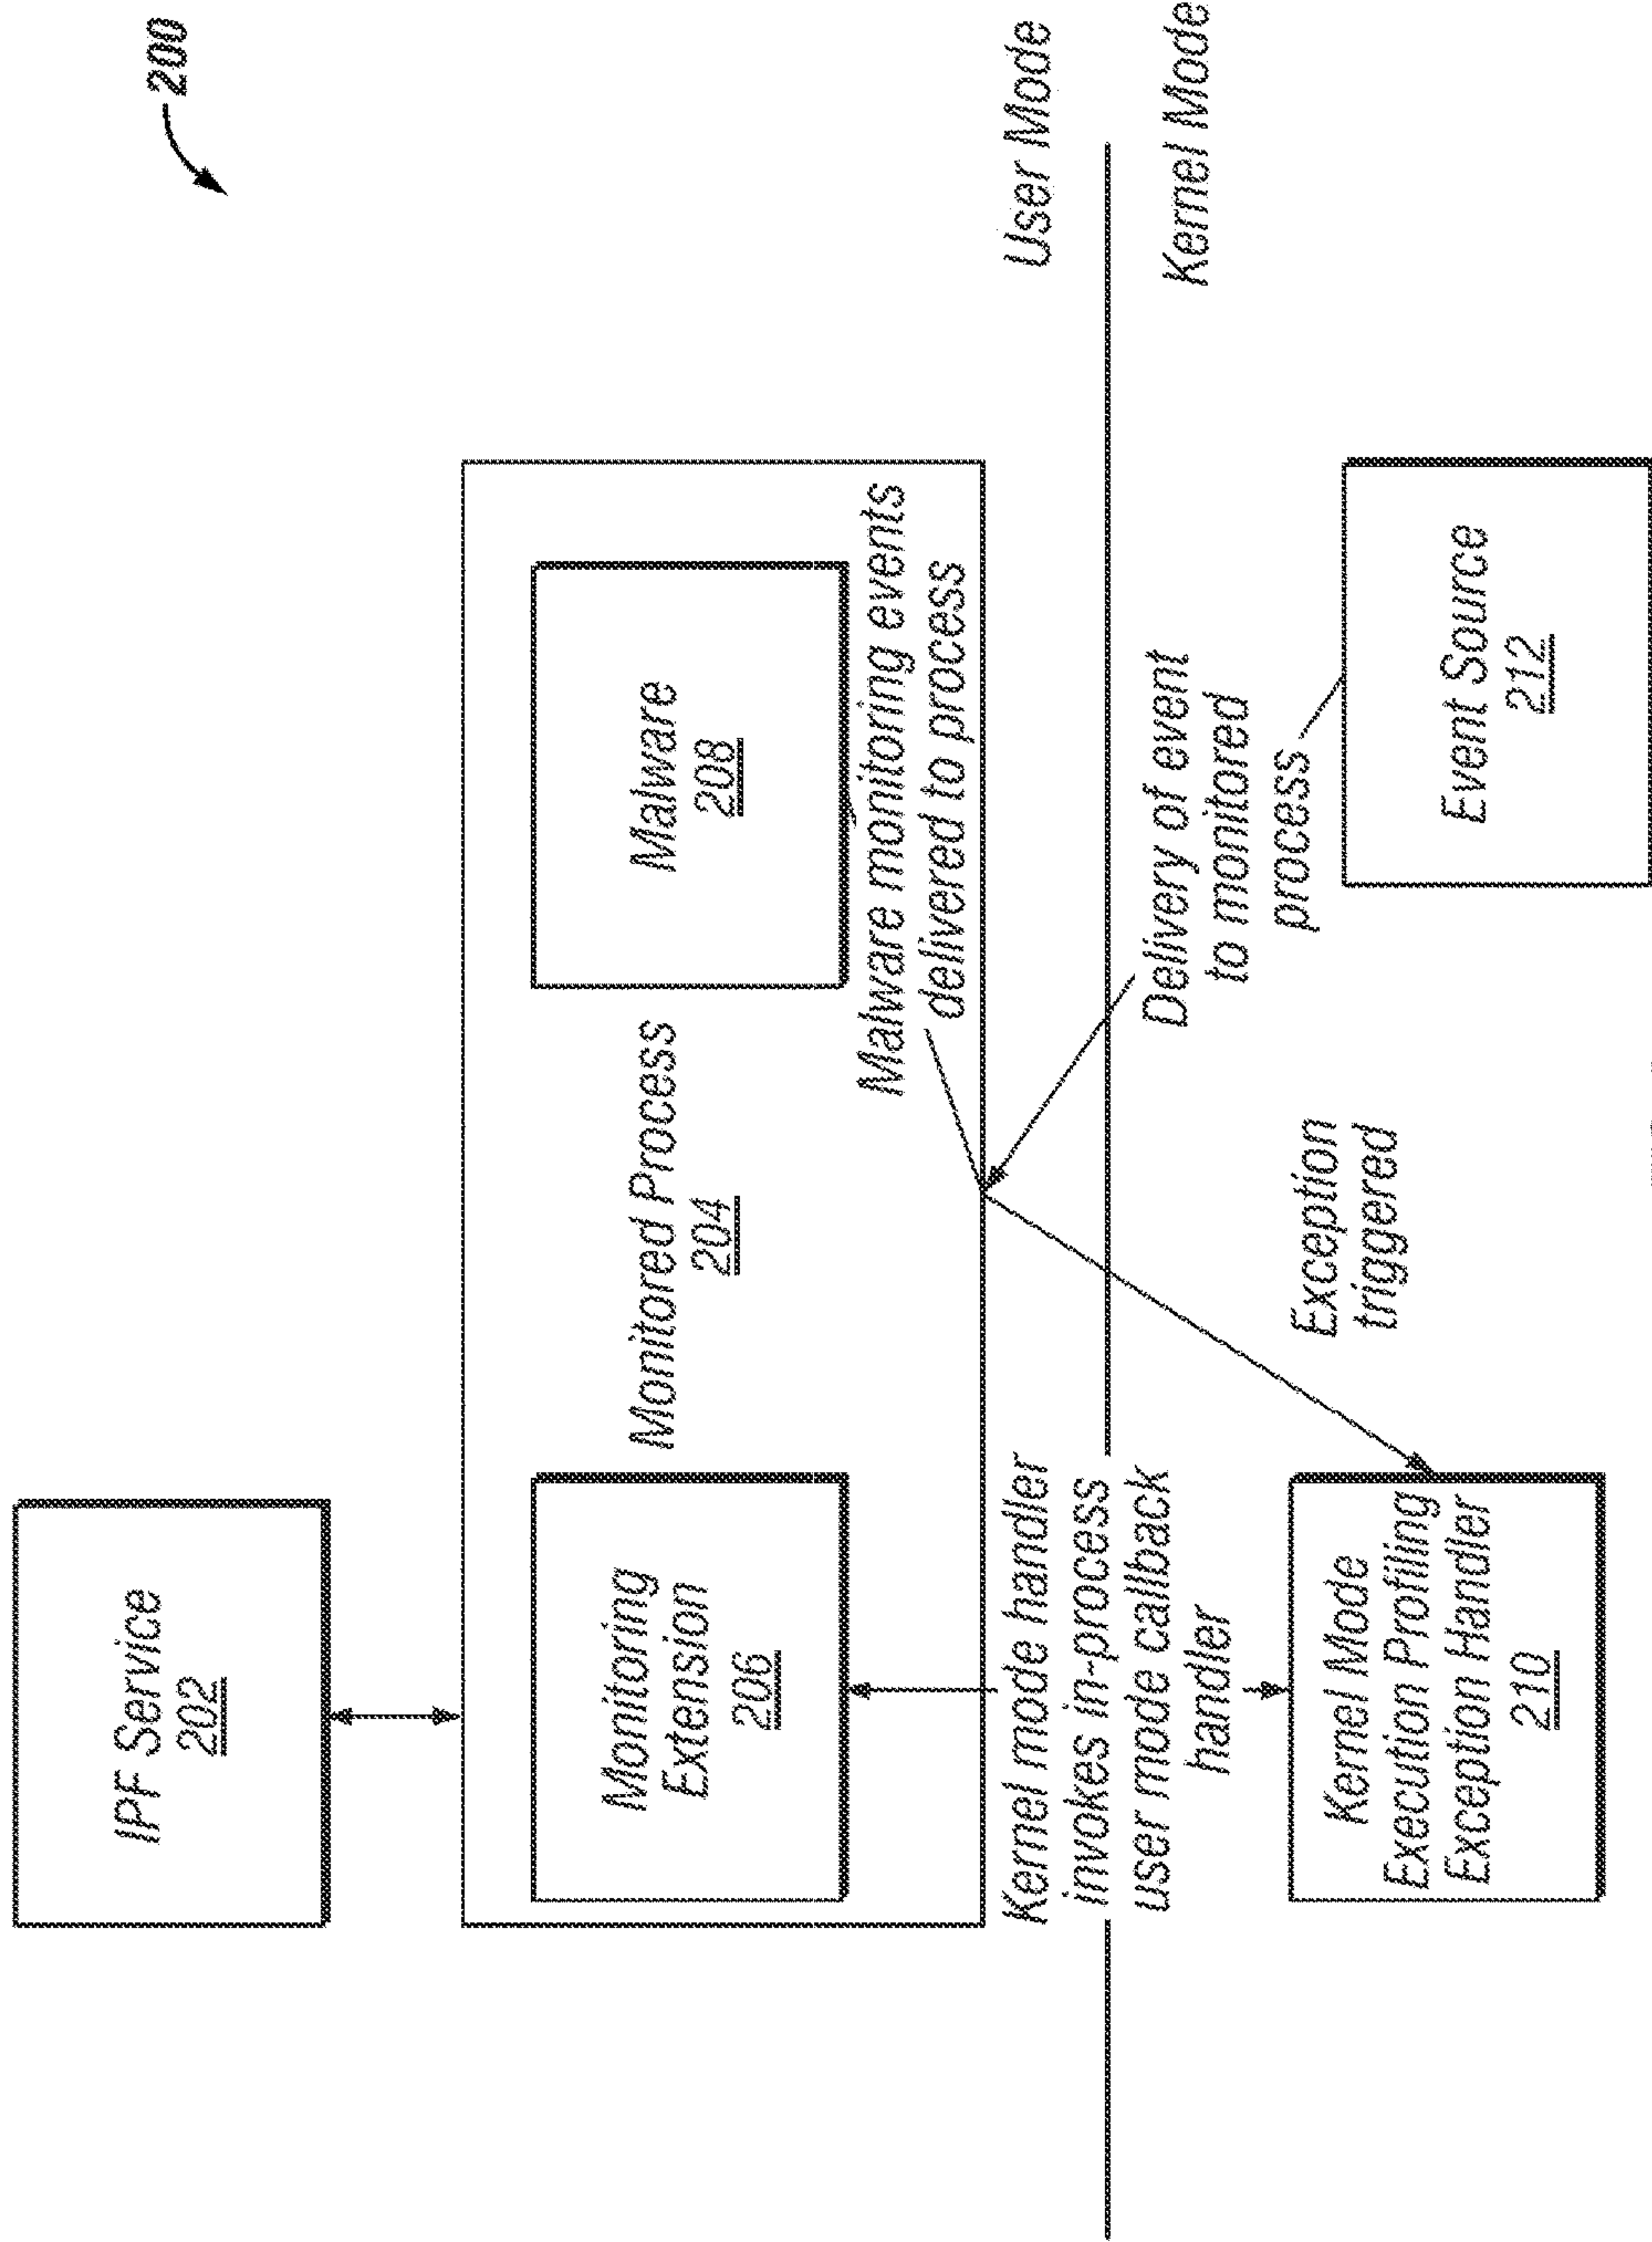 200
IPF Service
202
Monitoring
Extension
206
Monitored Process
204
Malware
208
Malware monitoring events
delivered to process
User Mode
Kernel Mode
Kernel mode handler
invokes in-process
user mode callback
handler
Delivery of event
to monitored
process
Exception
triggered
Kernel Mode
Execution Profiling
Exception Handler
210
Event Source
212